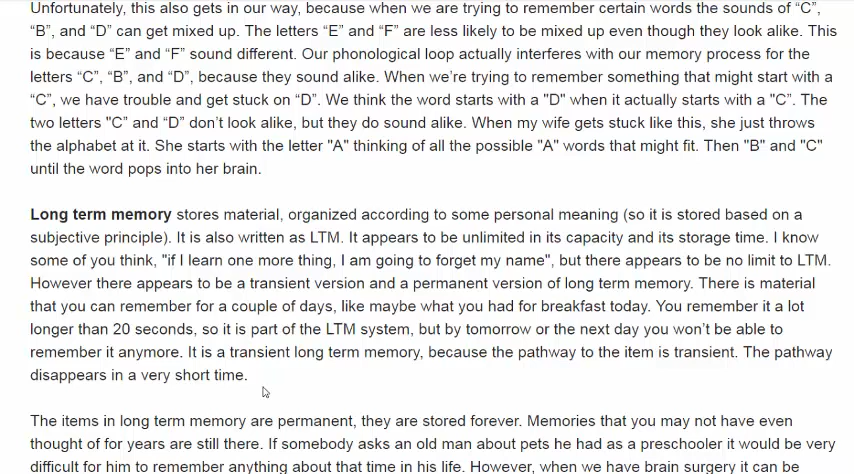 Unfortunately, this also gets in our way, because when we are trying to remember certain words the sounds of “C”,
“B”, and “D” can get mixed up. The letters “E” and “F” are less likely to be mixed up even though they look alike. This
is because “E” and “F” sound different. Our phonological loop actually interferes with our memory process for the
letters “C”, “B”, and “D”, because they sound alike. When we’re trying to remember something that might start with a
“C”, we have trouble and get stuck on “D”. We think the word starts with a "D” when it actually starts with a "C”. The
two letters "C” and “D” don’t look alike, but they do sound alike. When my wife gets stuck like this, she just throws
the alphabet at it. She starts with the letter "A” thinking of all the possible "A” words that might fit. Then "B" and "C"
until the word pops into her brain.
Long term memory stores material, organized according to some personal meaning (so it is stored based on a
subjective principle). It is also written as LTM. It appears to be unlimited in its capacity and its storage time. I know
some of you think, "if I learn one more thing, I am going to forget my name", but there appears to be no limit to LTM.
However there appears to be a transient version and a permanent version of long term memory. There is material
that you can remember for a couple of days, like maybe what you had for breakfast today. You remember it a lot
longer than 20 seconds, so it is part of the LTM system, but by tomorrow or the next day you won’t be able to
remember it anymore. It is a transient long term memory, because the pathway to the item is transient. The pathway
disappears in a very short time.
The items in long term memory are permanent, they are stored forever. Memories that you may not have even
thought of for years are still there. If somebody asks an old man about pets he had as a preschooler it would be very
difficult for him to remember anything about that time in his life. However, when we have brain surgery it can be